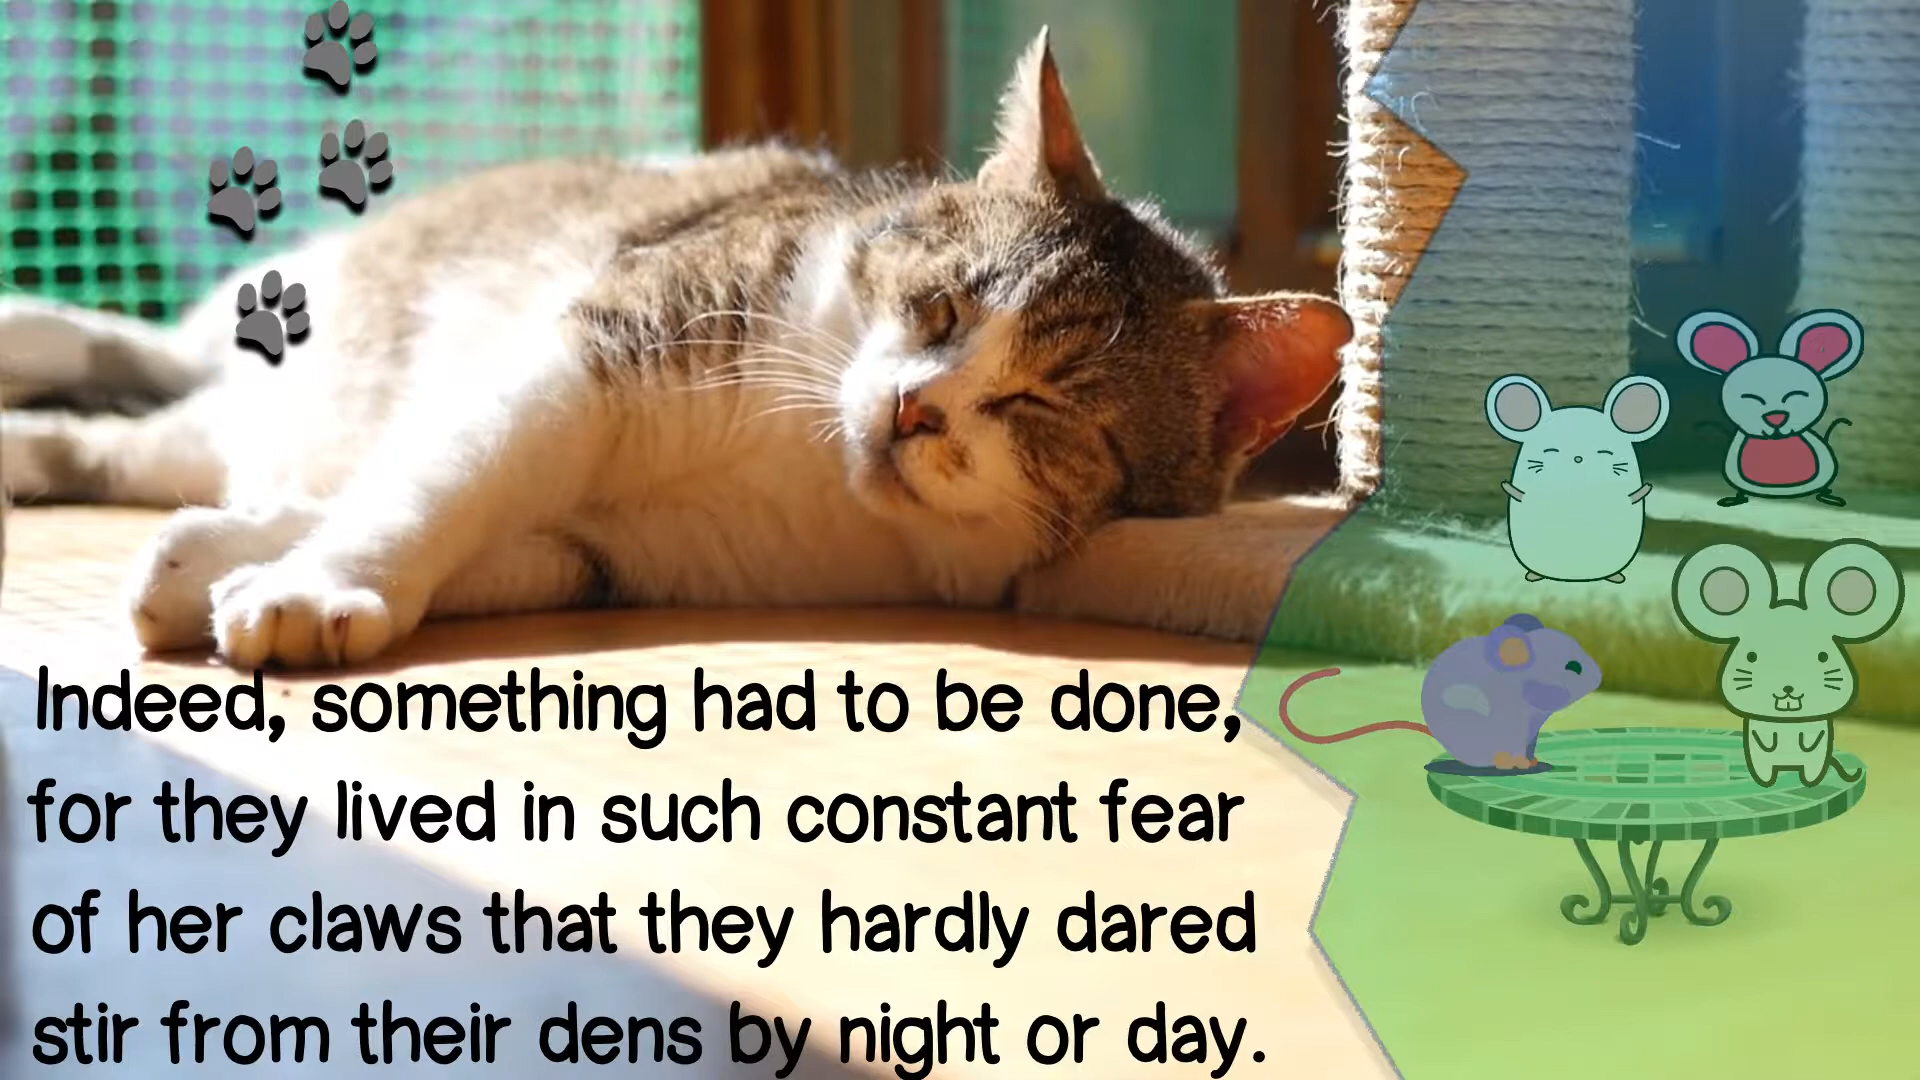 Indeed, something had to be done,
for they lived in such constant fear
of her claws that they hardly dared
stir from their dens by night or day.